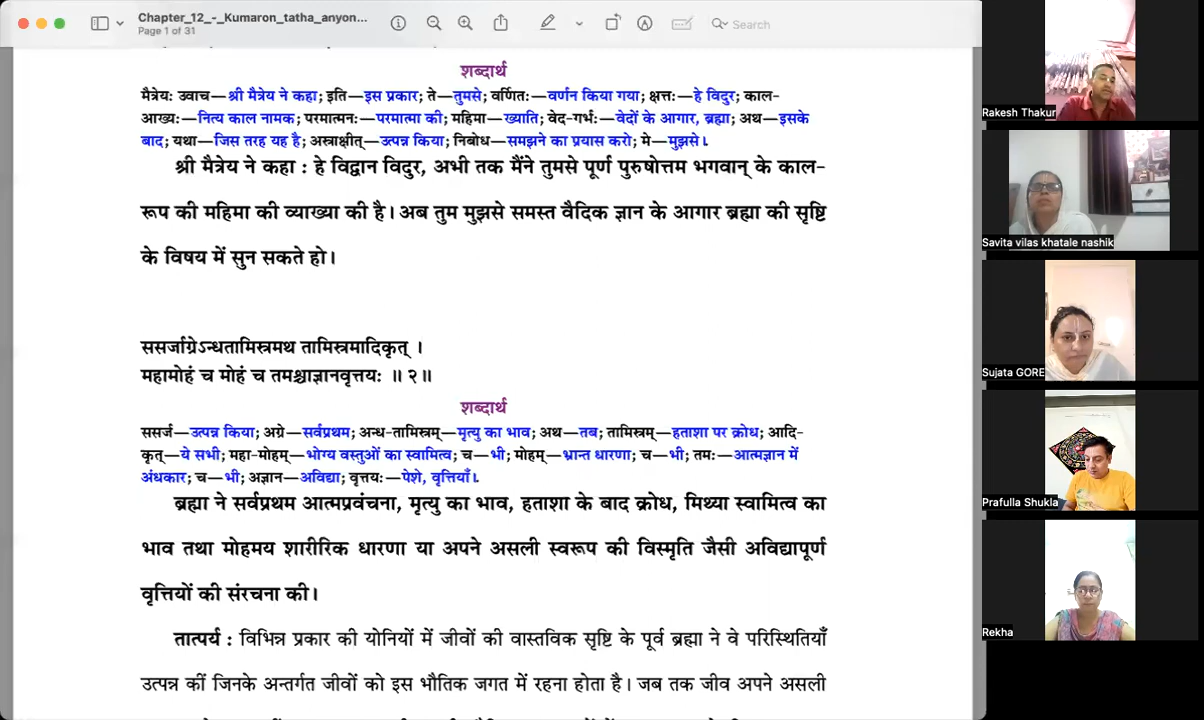 Chapter_12_-_Kumaron_tatha_anyon...
Page 1 of 31
Search
शब्दार्थ
मैत्रेयः उवाच—श्री मैत्रेय ने कहा; इति—इस प्रकार; ते—तुमसे; वर्णितः—वर्णन किया गया; क्षत्तः—हे विदुर; काल-
आख्यः—नित्य काल नामक; परमात्मनः—परमात्मा की; महिमा—ख्याति; वेद-गर्भः—वेदों के आगार, ब्रह्मा; अथ—इसके
बाद; यथा—जिस तरह यह है; अस्त्राक्षीत्—उत्पन्न किया; निबोध—समझने का प्रयास करो; मे—मुझसे।
श्री मैत्रेय ने कहा : हे विद्वान विदुर, अभी तक मैंने तुमसे पूर्ण पुरुषोत्तम भगवान् के काल-
रूप की महिमा की व्याख्या की है। अब तुम मुझसे समस्त वैदिक ज्ञान के आगार ब्रह्मा की सृष्टि
के विषय में सुन सकते हो।
ससर्जाग्रेऽन्धतामिस्त्रमथ तामिस्त्रमादिकृत् ।
महामोहं च मोहं च तमश्चाज्ञानवृत्तयः ॥ २॥
शब्दार्थ
ससर्ज—उत्पन्न किया; अग्रे—सर्वप्रथम; अन्ध-तामिस्त्रम्—मृत्यु का भाव; अथ—तब; तामिस्त्रम्—हताशा पर क्रोध; आदि-
कृत्—ये सभी; महा-मोहम्—भोग्य वस्तुओं का स्वामित्व; च—भी; मोहम्—भ्रान्त धारणा; च—भी; तमः—आत्मज्ञान में
अंधकार; च—भी; अज्ञान—अविद्या; वृत्तयः—पेशे, वृत्तियाँ।
ब्रह्मा ने सर्वप्रथम आत्मप्रवंचना, मृत्यु का भाव, हताशा के बाद क्रोध, मिथ्या स्वामित्व का
भाव तथा मोहमय शारीरिक धारणा या अपने असली स्वरूप की विस्मृति जैसी अविद्यापूर्ण
वृत्तियों की संरचना की।
तात्पर्य : विभिन्न प्रकार की योनियों में जीवों की वास्तविक सृष्टि के पूर्व ब्रह्मा ने वे परिस्थितियाँ
उत्पन्न कीं जिनके अन्तर्गत जीवों को इस भौतिक जगत में रहना होता है। जब तक जीव अपने असली
Rakesh Thakur
Savita vilas khatale nashik
Sujata GORE
Prafulla Shukla
Rekha